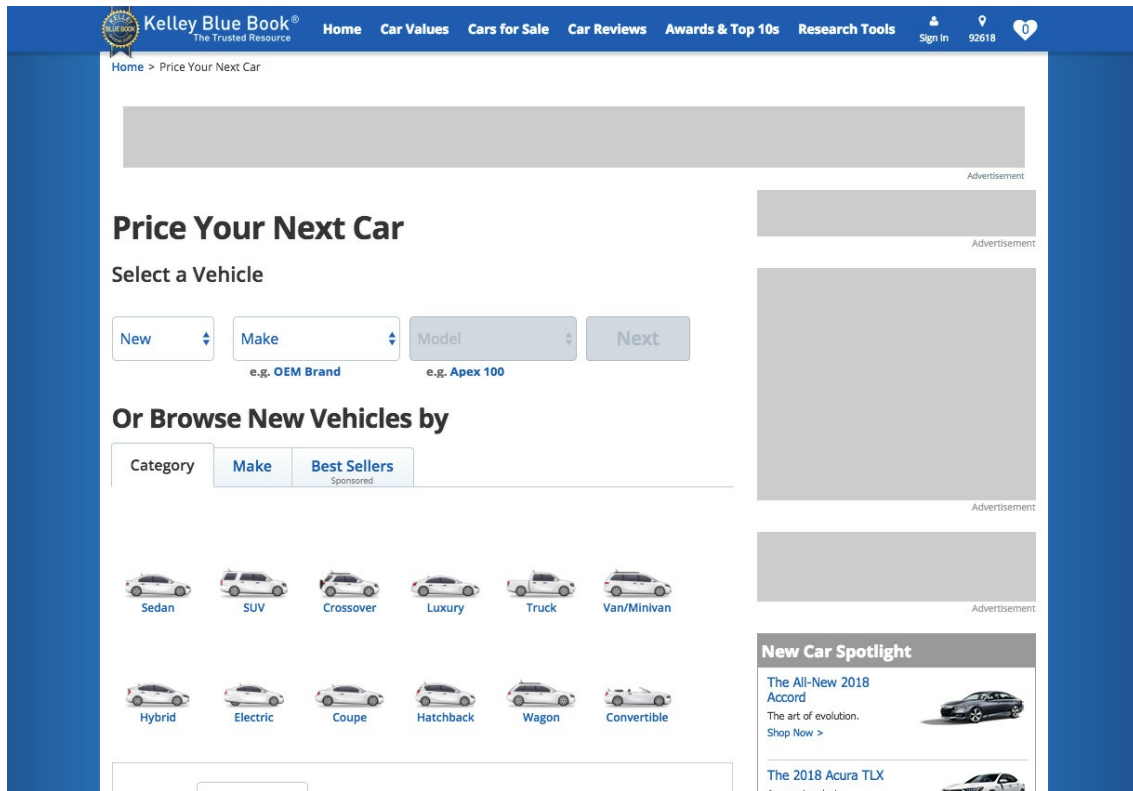 KELLEY
BLUE BOOK
Kelley Blue Book®
The Trusted Resource
Home Car Values Cars for Sale Car Reviews Awards & Top 10s Research Tools Sign In 92618 0
Home > Price Your Next Car
Advertisement
Price Your Next Car
Advertisement
Select a Vehicle
New Make Model Next
e.g. OEM Brand e.g. Apex 100
Or Browse New Vehicles by
Category Make Best Sellers
Sponsored
Advertisement
Sedan SUV Crossover Luxury Truck Van/Minivan
Advertisement
Hybrid Electric Coupe Hatchback Wagon Convertible
New Car Spotlight
The All-New 2018
Accord
The art of evolution.
Shop Now >
The 2018 Acura TLX